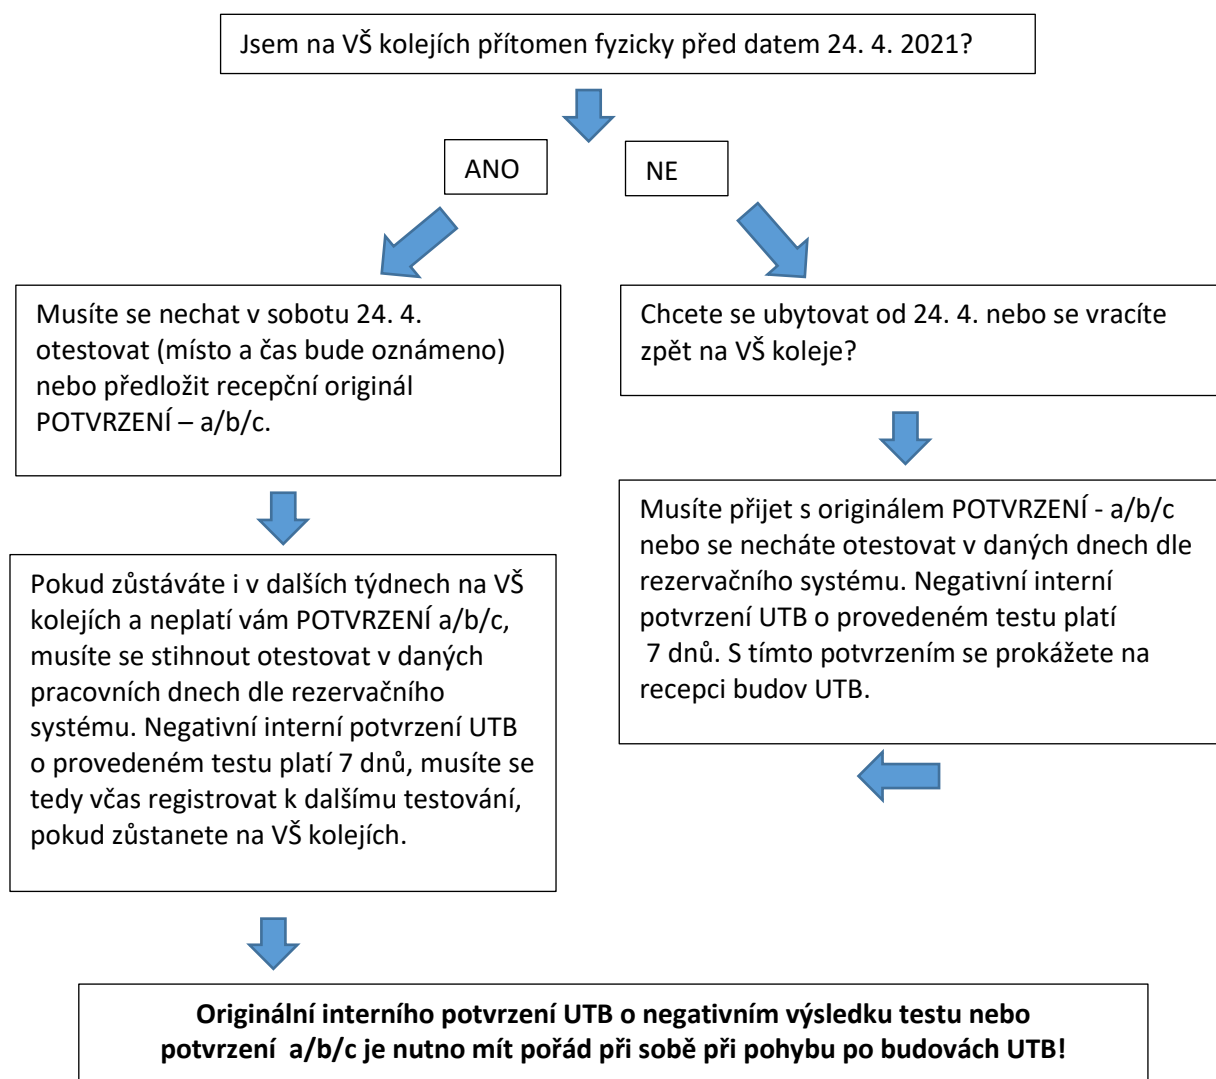 Jsem na VŠ kolejích přítomen fyzicky před datem 24. 4. 2021?
ANO
NE
Musíte se nechat v sobotu 24. 4.
otestovat (místo a čas bude oznámeno)
nebo předložit recepční originál
POTVRZENÍ – a/b/c.
Chcete se ubytovat od 24. 4. nebo se vracíte
zpět na VŠ koleje?
Pokud zůstáváte i v dalších týdnech na VŠ
kolejích a neplatí vám POTVRZENÍ a/b/c,
musíte se stihnout otestovat v daných
pracovních dnech dle rezervačního
systému. Negativní interní potvrzení UTB
o provedeném testu platí 7 dnů, musíte se
tedy včas registrovat k dalšímu testování,
pokud zůstanete na VŠ kolejích.
Musíte přijet s originálem POTVRZENÍ - a/b/c
nebo se necháte otestovat v daných dnech dle
rezervačního systému. Negativní interní
potvrzení UTB o provedeném testu platí
7 dnů. S tímto potvrzením se prokážete na
recepci budov UTB.
Originální interního potvrzení UTB o negativním výsledku testu nebo
potvrzení a/b/c je nutno mít pořád při sobě při pohybu po budovách UTB!